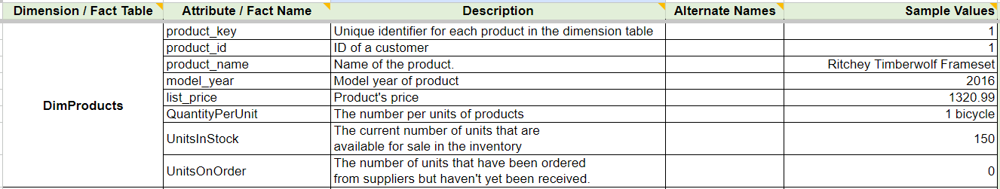 Dimension / Fact Table Attribute / Fact Name Description Alternate Names Sample Values
DimProducts
product_key Unique identifier for each product in the dimension table 1
product_id ID of a customer 1
product_name Name of the product. Ritchey Timberwolf Frameset
model_year Model year of product 2016
list_price Product's price 1320.99
QuantityPerUnit The number per units of products 1 bicycle
UnitsInStock The current number of units that are
available for sale in the inventory 150
UnitsOnOrder The number of units that have been ordered
from suppliers but haven't yet been received. 0